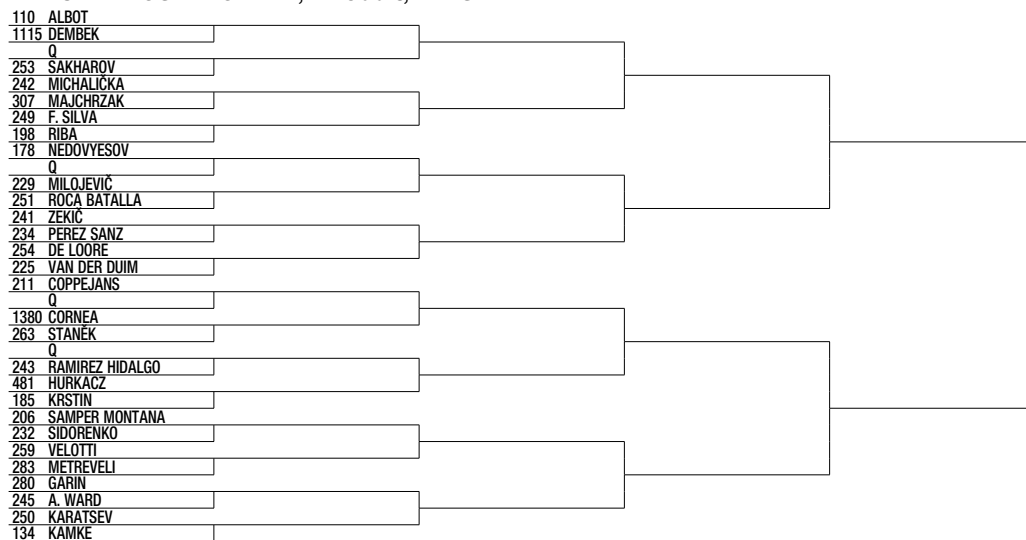 110 ALBOT
1115 DEMBEK
Q
253 SAKHAROV
242 MICHALIČKA
307 MAJCHRZAK
249 F. SILVA
198 RIBA
178 NEDOVYESOV
Q
229 MILOJEVIČ
251 ROCA BATALLA
241 ZEKIČ
234 PEREZ SANZ
254 DE LOORE
225 VAN DER DUIM
211 COPPEJANS
Q
1380 CORNEA
263 STANĚK
Q
243 RAMIREZ HIDALGO
481 HURKACZ
185 KRSTIN
206 SAMPER MONTANA
232 SIDORENKO
259 VELOTTI
283 METREVELI
280 GARIN
245 A. WARD
250 KARATSEV
134 KAMKE